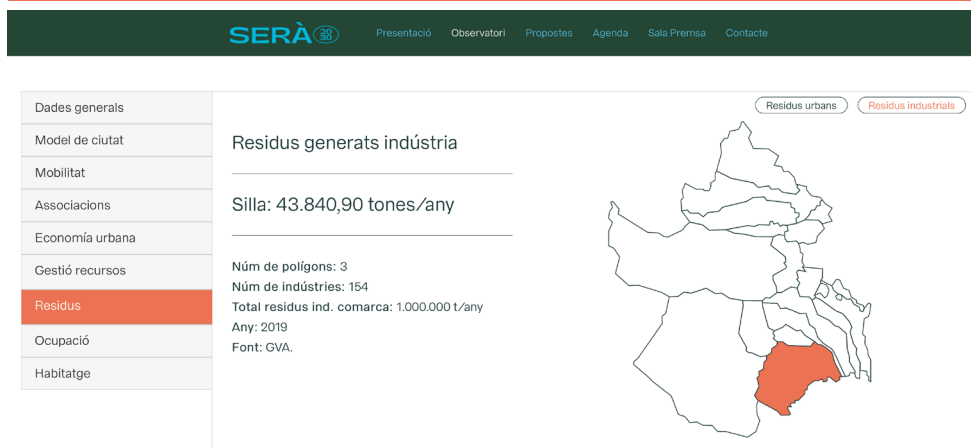 SERÀ 20 30
Presentació Observatori Propostes Agenda Sala Premsa Contacte
Residus urbans Residus industrials
Dades generals
Model de ciutat
Mobilitat
Associacions
Economía urbana
Gestió recursos
Residus
Ocupació
Habitatge
Residus generats indústria
Silla: 43.840,90 tones/any
Núm de polígons: 3
Núm de indústries: 154
Total residus ind. comarca: 1.000.000 t/any
Any: 2019
Font: GVA.